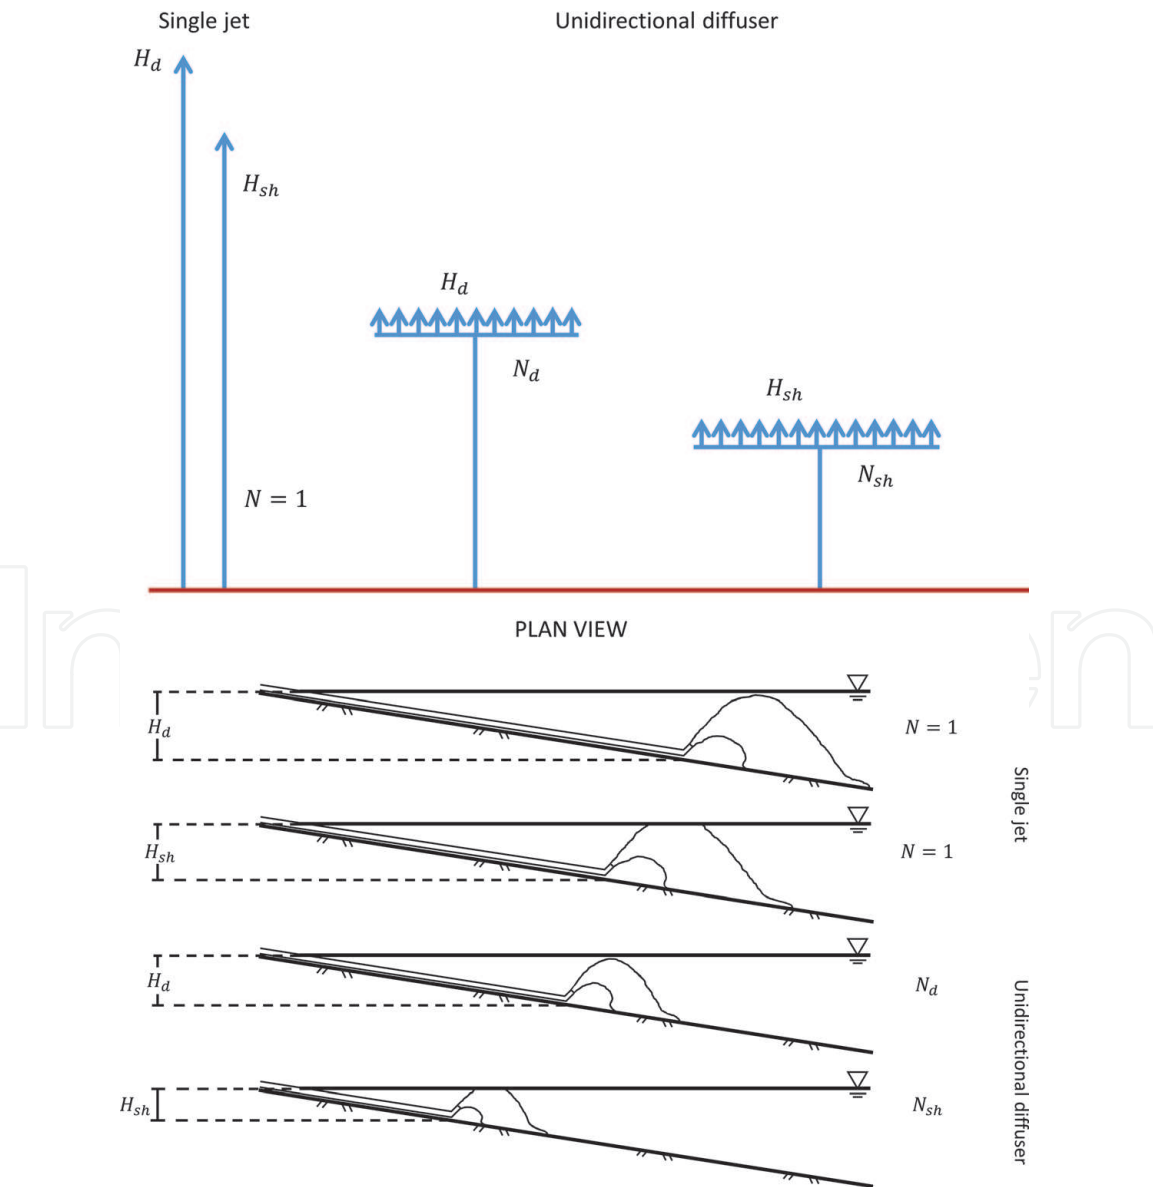 Single jet
Unidirectional diffuser
H_d
H_sh
H_d
N_d
H_sh
N_sh
N = 1
PLAN VIEW
H_d
N = 1
H_sh
N = 1
Single jet
H_d
N_d
H_sh
N_sh
Unidirectional diffuser